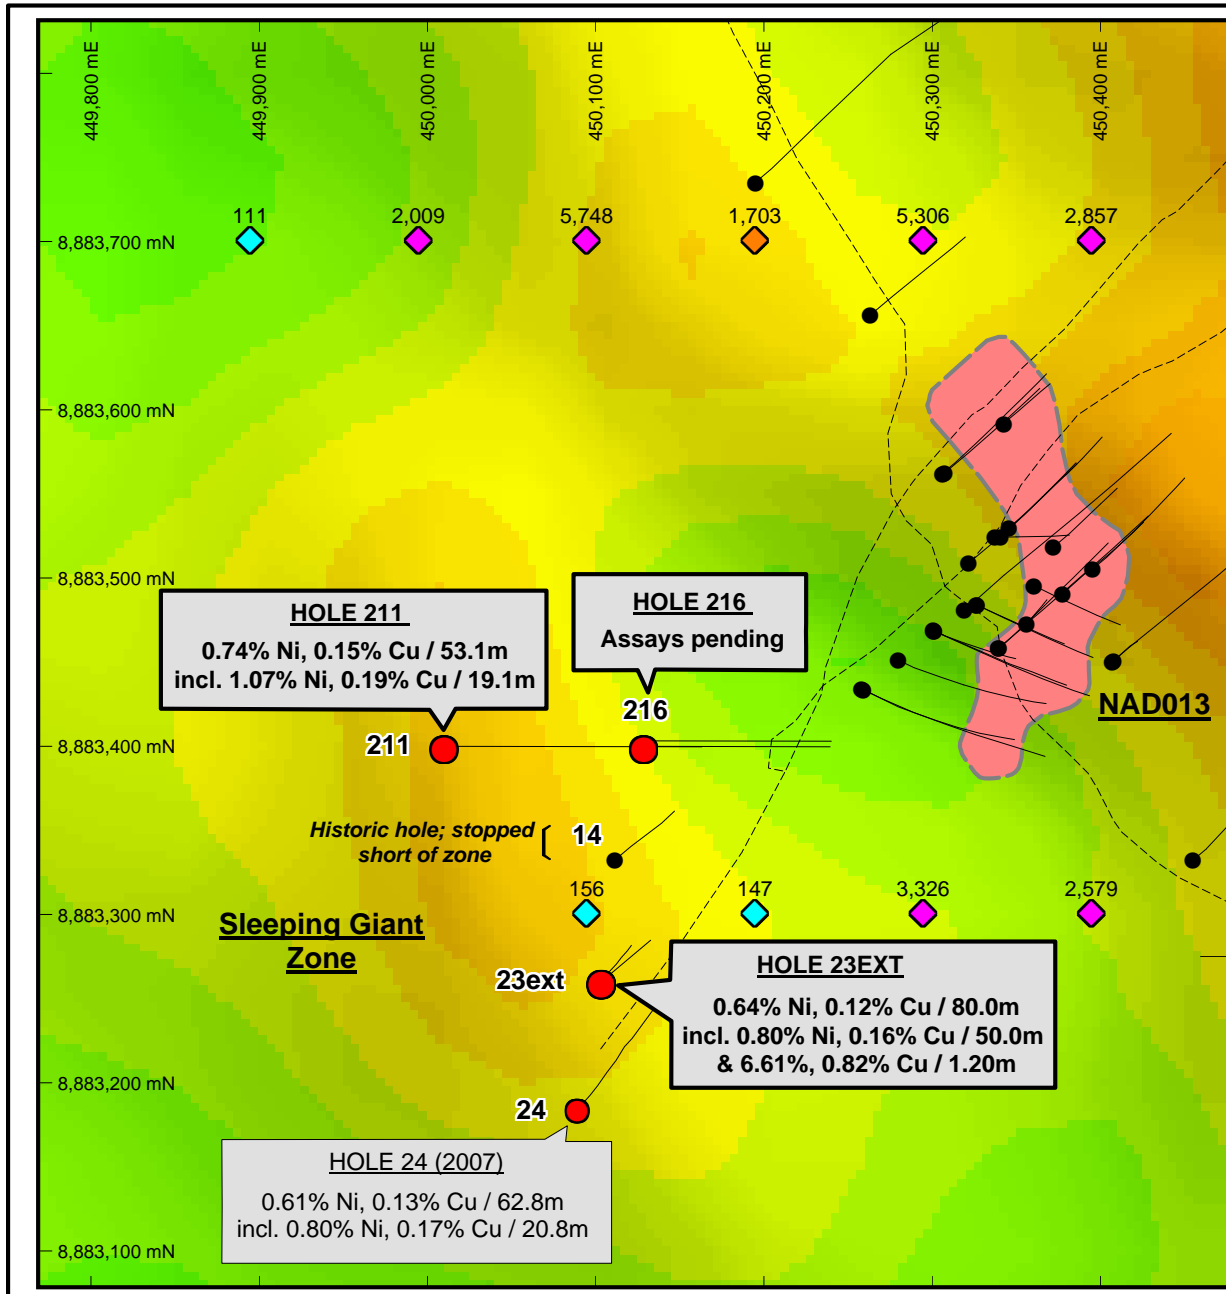 449,800 mE
449,900 mE
450,000 mE
450,100 mE
450,200 mE
450,300 mE
450,400 mE
111
2,009
5,748
1,703
5,306
2,857
8,883,700 mN
8,883,600 mN
8,883,500 mN
HOLE 211
0.74% Ni, 0.15% Cu / 53.1m
incl. 1.07% Ni, 0.19% Cu / 19.1m
HOLE 216
Assays pending
216
NAD013
211
8,883,400 mN
Historic hole; stopped
short of zone
14
156
147
3,326
2,579
8,883,300 mN
Sleeping Giant
Zone
23ext
HOLE 23EXT
0.64% Ni, 0.12% Cu / 80.0m
incl. 0.80% Ni, 0.16% Cu / 50.0m
& 6.61%, 0.82% Cu / 1.20m
8,883,200 mN
24
HOLE 24 (2007)
0.61% Ni, 0.13% Cu / 62.8m
incl. 0.80% Ni, 0.17% Cu / 20.8m
8,883,100 mN